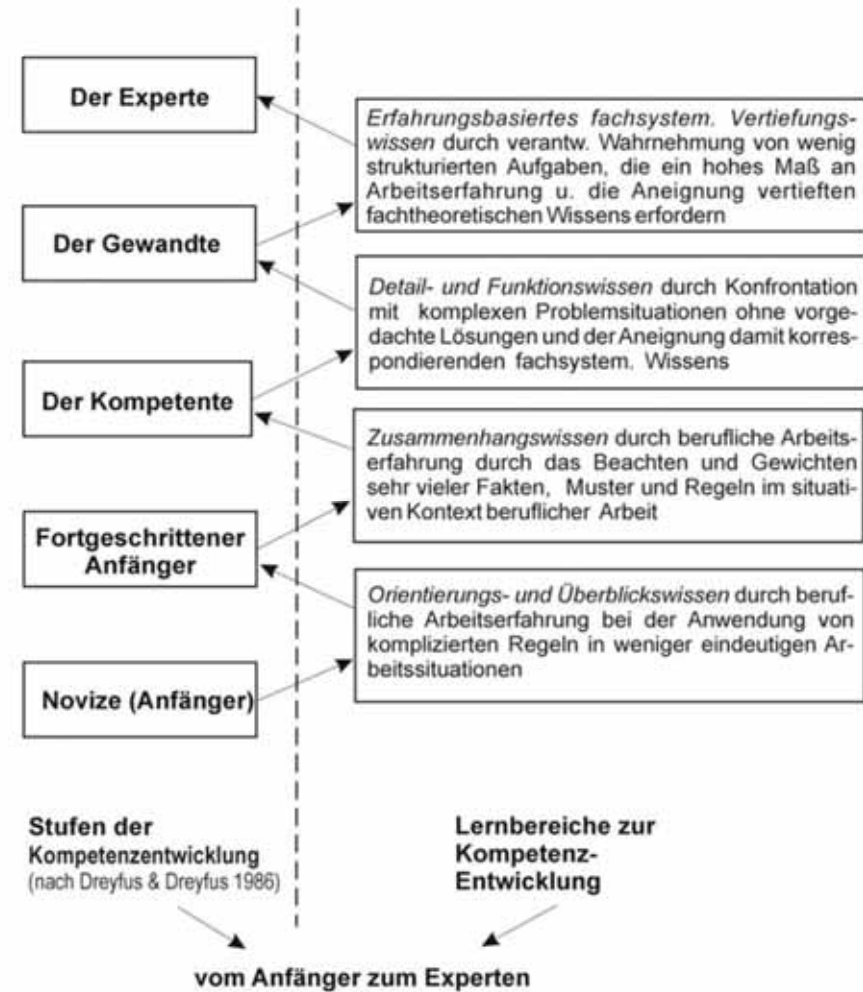 Der Experte
Erfahrungsbasiertes fachsystem. Vertiefungs-
wissen durch verantw. Wahrnehmung von wenig
strukturierten Aufgaben, die ein hohes Maß an
Arbeitserfahrung u. die Aneignung vertieften
fachtheoretischen Wissens erfordern
Der Gewandte
Detail- und Funktionswissen durch Konfrontation
mit komplexen Problemsituationen ohne vorge-
dachte Lösungen und der Aneignung damit korres-
pondierenden fachsystem. Wissens
Der Kompetente
Zusammenhangswissen durch berufliche Arbeits-
erfahrung durch das Beachten und Gewichten
sehr vieler Fakten, Muster und Regeln im situati-
ven Kontext beruflicher Arbeit
Fortgeschrittener
Anfänger
Orientierungs- und Überblickswissen durch beruf-
liche Arbeitserfahrung bei der Anwendung von
komplizierten Regeln in weniger eindeutigen Ar-
beitssituationen
Novize (Anfänger)
Stufen der
Kompetenzentwicklung
(nach Dreyfus & Dreyfus 1986)
Lernbereiche zur
Kompetenz-
Entwicklung
vom Anfänger zum Experten